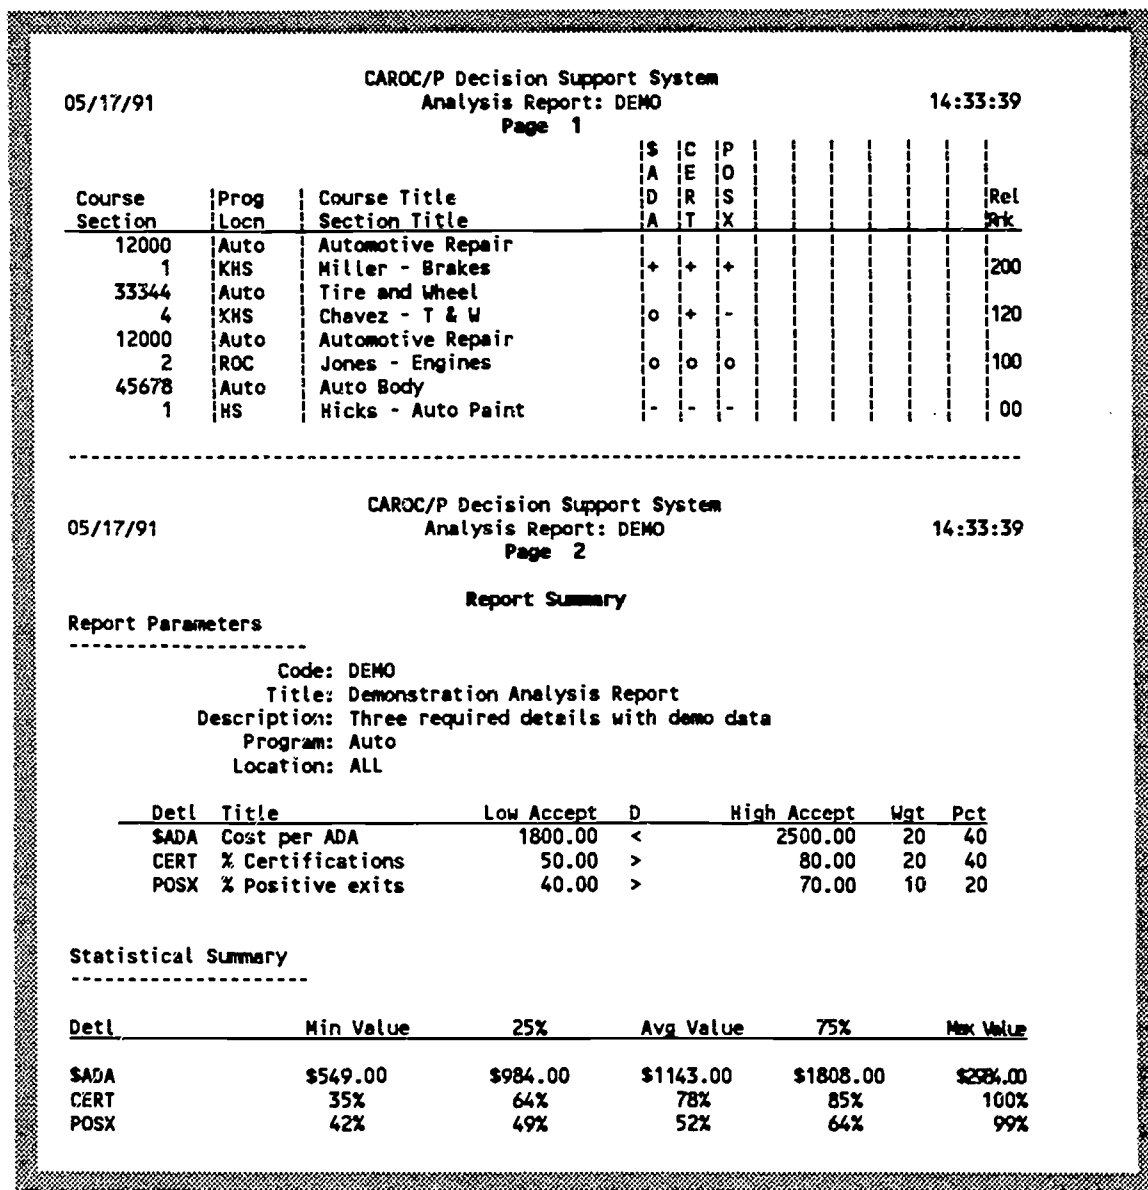 CAROC/P Decision Support System
05/17/91 Analysis Report: DEMO 14:33:39
Page 1
$ C P
A E O
Course Prog Course Title D R S Rel
Section Locn Section Title A T X Rnk
12000 Auto Automotive Repair
1 KHS Miller - Brakes + + + 200
33344 Auto Tire and Wheel
4 KHS Chavez - T & W o + - 120
12000 Auto Automotive Repair
2 ROC Jones - Engines o o o 100
45678 Auto Auto Body
1 HS Hicks - Auto Paint - - - 00
CAROC/P Decision Support System
05/17/91 Analysis Report: DEMO 14:33:39
Page 2
Report Summary
Report Parameters
Code: DEMO
Title: Demonstration Analysis Report
Description: Three required details with demo data
Program: Auto
Location: ALL
Detl Title Low Accept D High Accept Wgt Pct
$ADA Cost per ADA 1800.00 < 2500.00 20 40
CERT % Certifications 50.00 > 80.00 20 40
POSX % Positive exits 40.00 > 70.00 10 20
Statistical Summary
Detl Min Value 25% Avg Value 75% Max Value
$ADA $549.00 $984.00 $1143.00 $1808.00 $2984.00
CERT 35% 64% 78% 85% 100%
POSX 42% 49% 52% 64% 99%